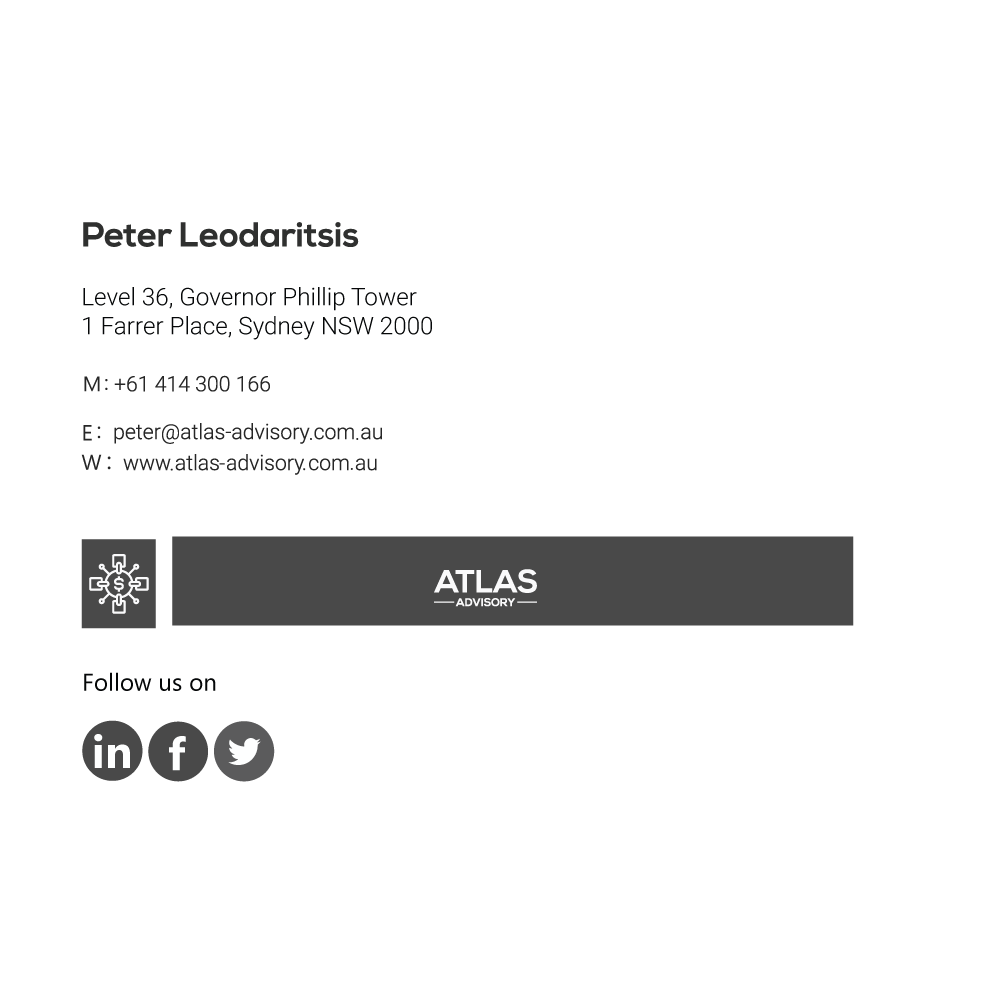 Peter Leodaritsis
Level 36, Governor Phillip Tower
1 Farrer Place, Sydney NSW 2000
M: +61 414 300 166
E: peter@atlas-advisory.com.au
W: www.atlas-advisory.com.au
$
ATLAS
ADVISORY
Follow us on
in f